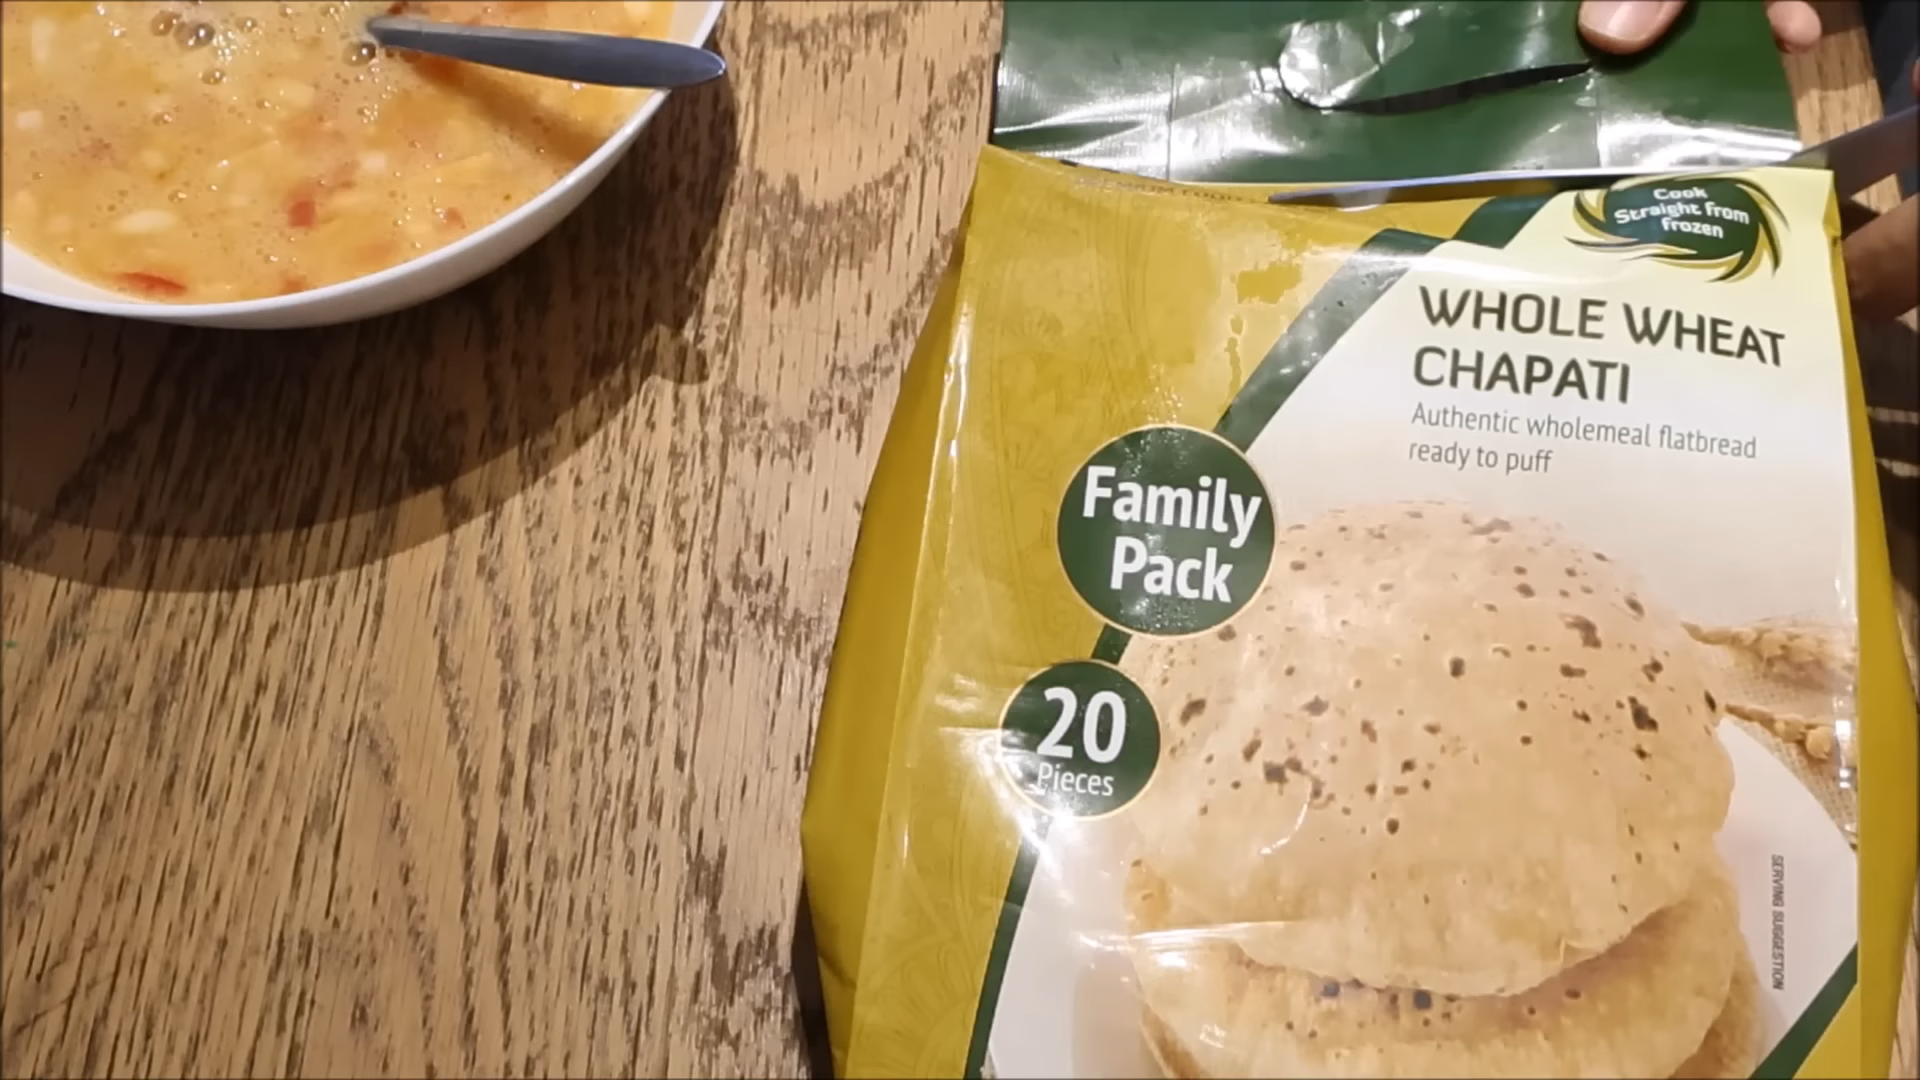 Cook
Straight from
frozen
WHOLE WHEAT
CHAPATI
Authentic wholemeal flatbread
ready to puff
Family
Pack
20
Pieces
SERVING SUGGESTION